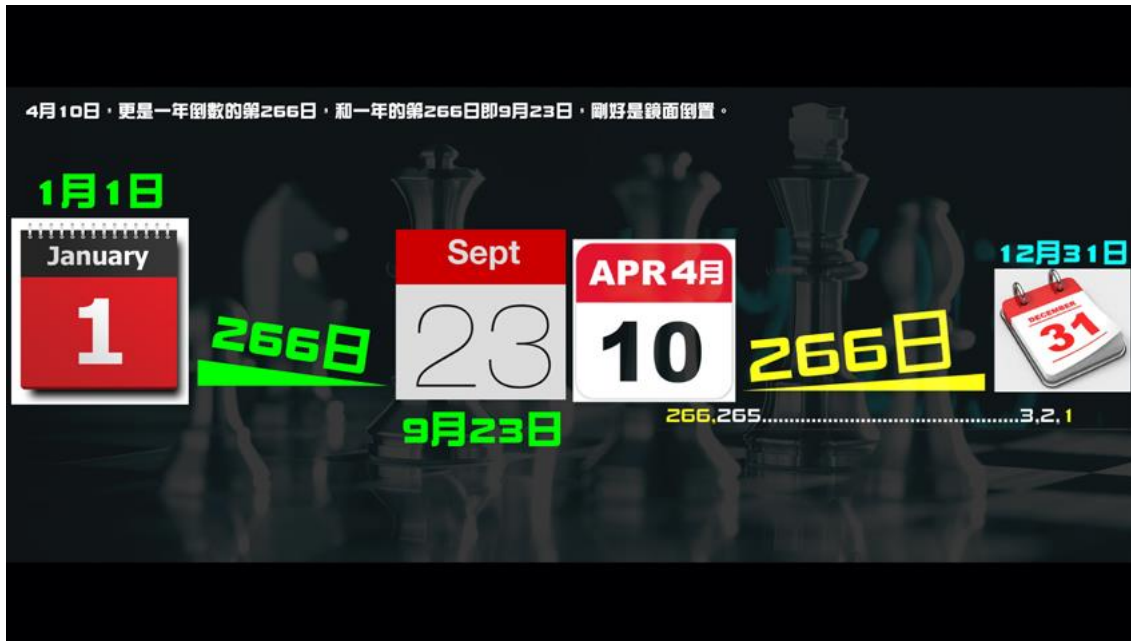 4月10日，更是一年倒數的第266日，和一年的第266日即9月23日，剛好是鏡面倒置。
1月1日
January
1
266日
Sept
23
9月23日
APR 4月
10
266日
266,265................................................3,2,1
12月31日
DECEMBER
31